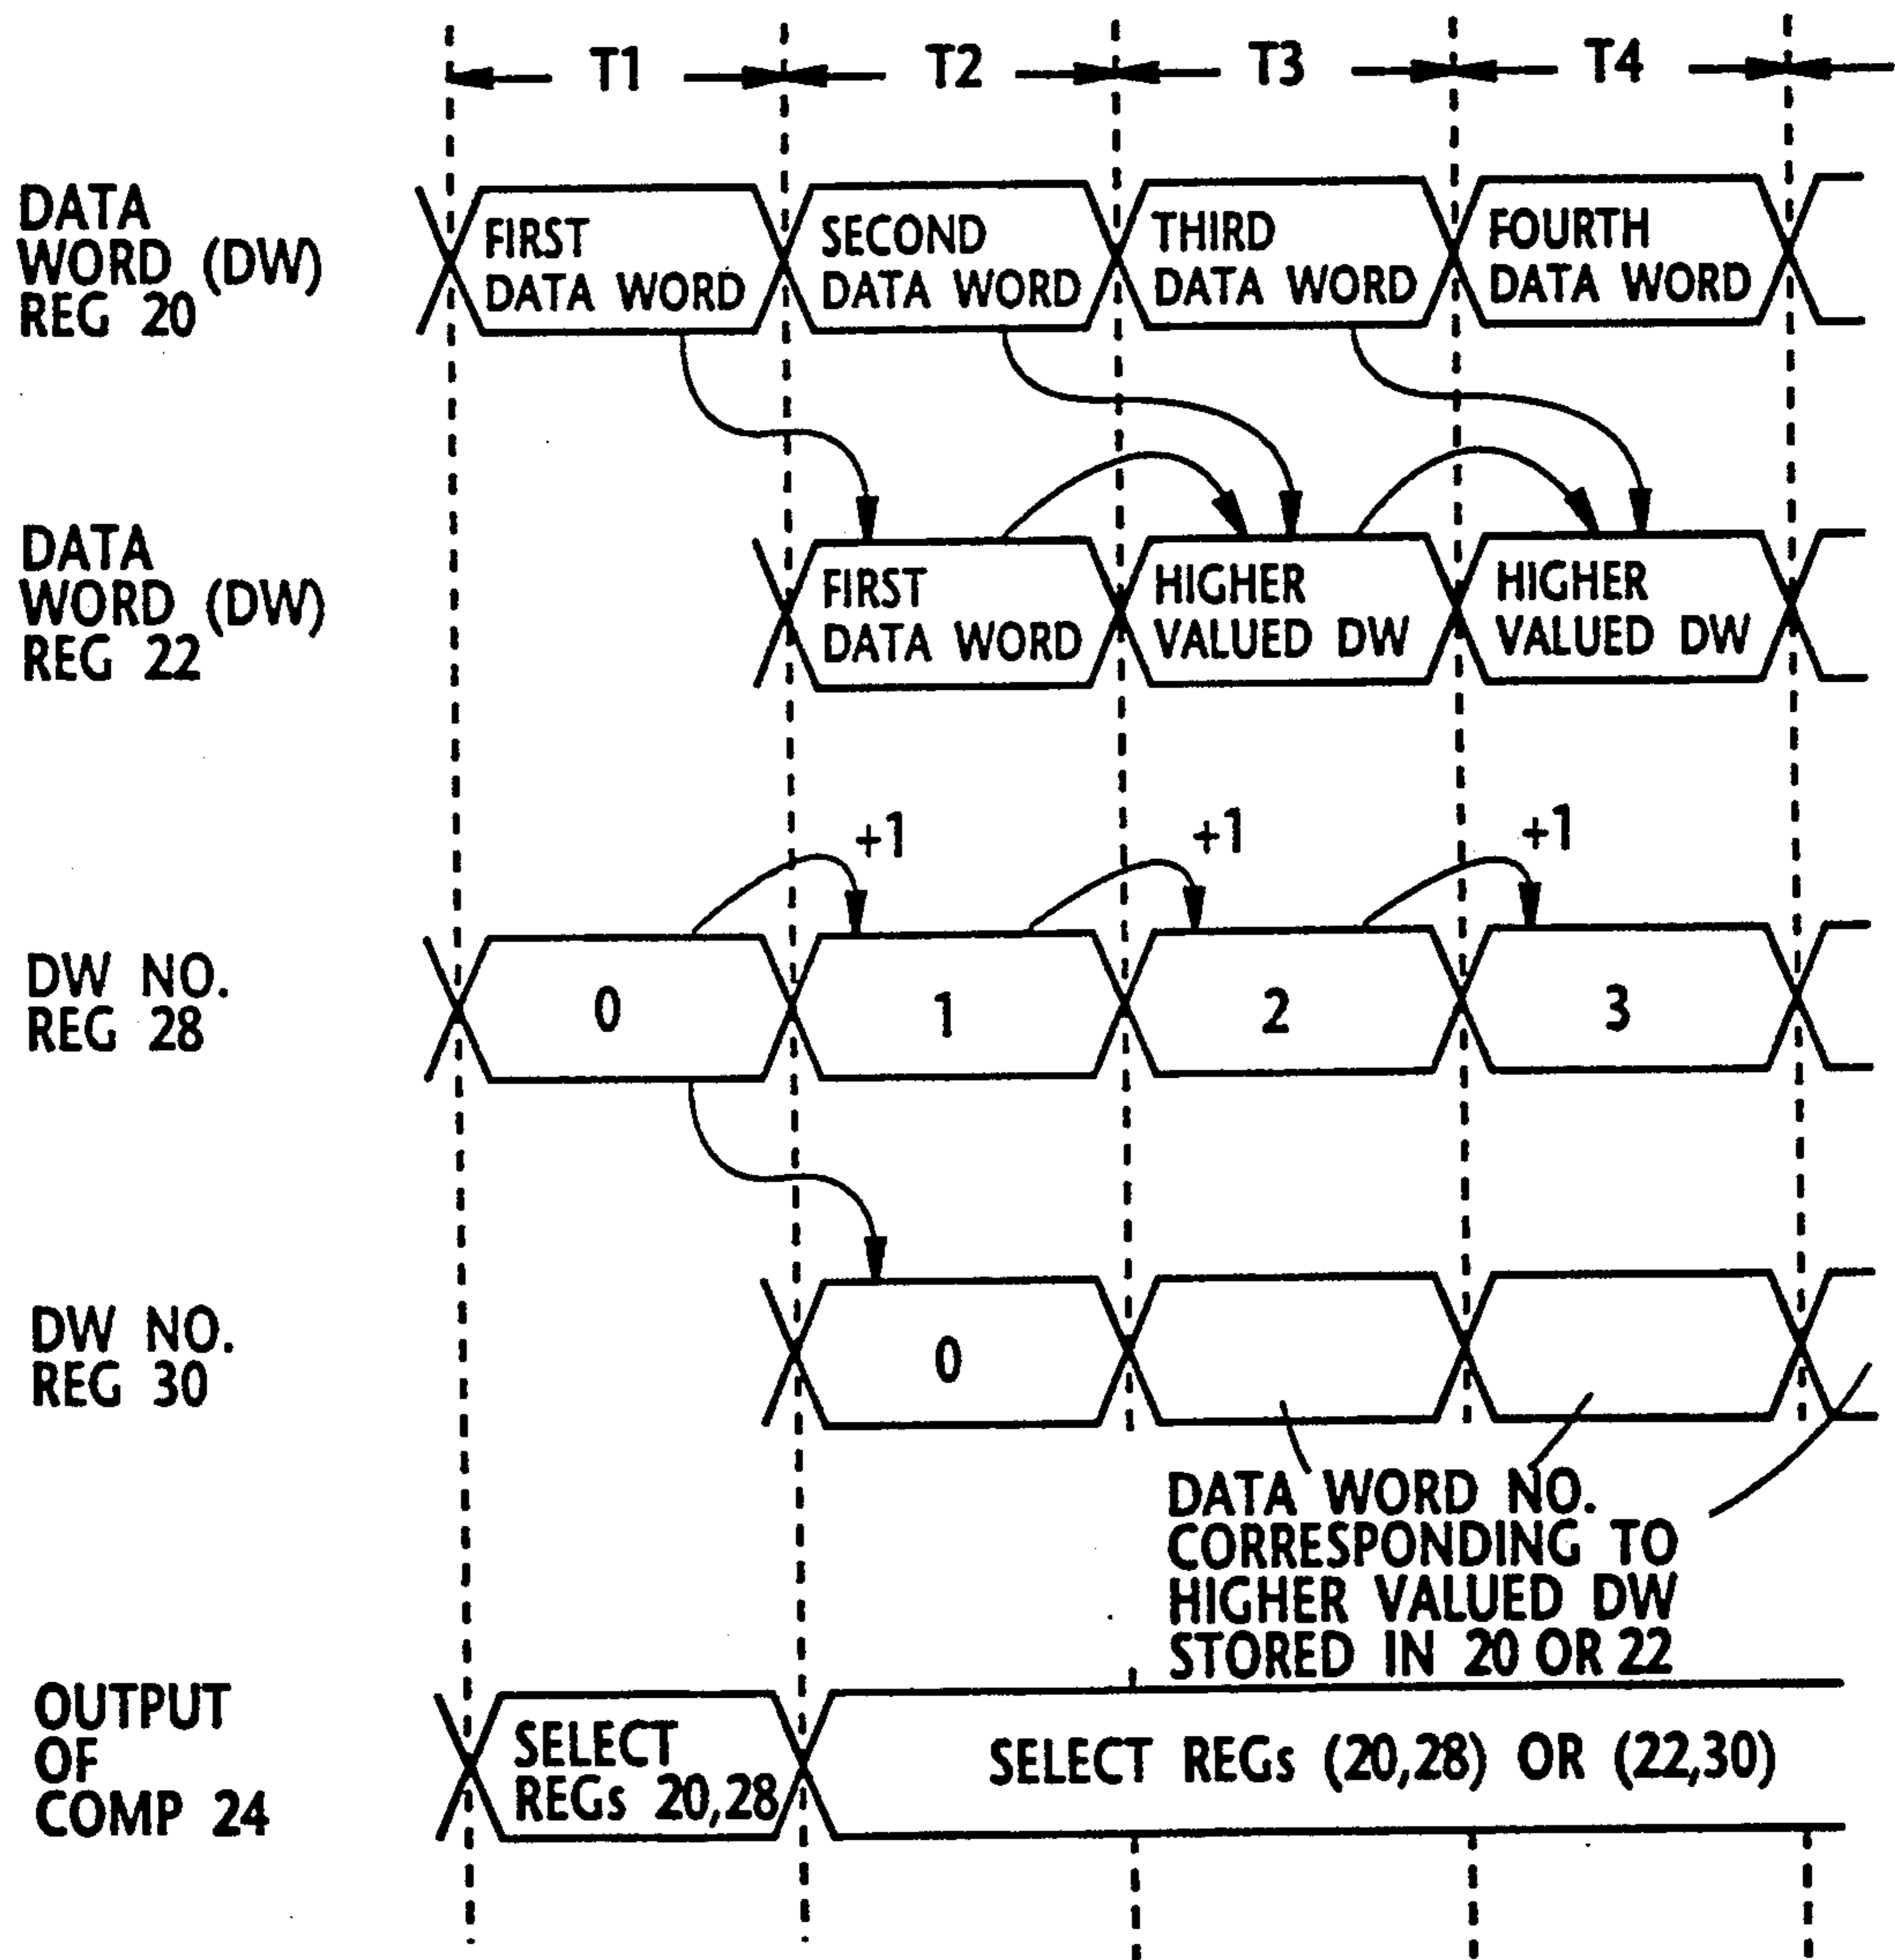 T1 T2 T3 T4
DATA
WORD (DW)
REG 20
FIRST
DATA WORD
SECOND
DATA WORD
THIRD
DATA WORD
FOURTH
DATA WORD
DATA
WORD (DW)
REG 22
FIRST
DATA WORD
HIGHER
VALUED DW
HIGHER
VALUED DW
+1 +1 +1
DW NO.
REG 28
0 1 2 3
DW NO.
REG 30
0
DATA WORD NO.
CORRESPONDING TO
HIGHER VALUED DW
STORED IN 20 OR 22
OUTPUT
OF
COMP 24
SELECT
REGs 20,28
SELECT REGs (20,28) OR (22,30)